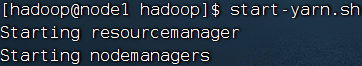 [hadoop@node1 hadoop]$ start-yarn.sh
Starting resourcemanager
Starting nodemanagers